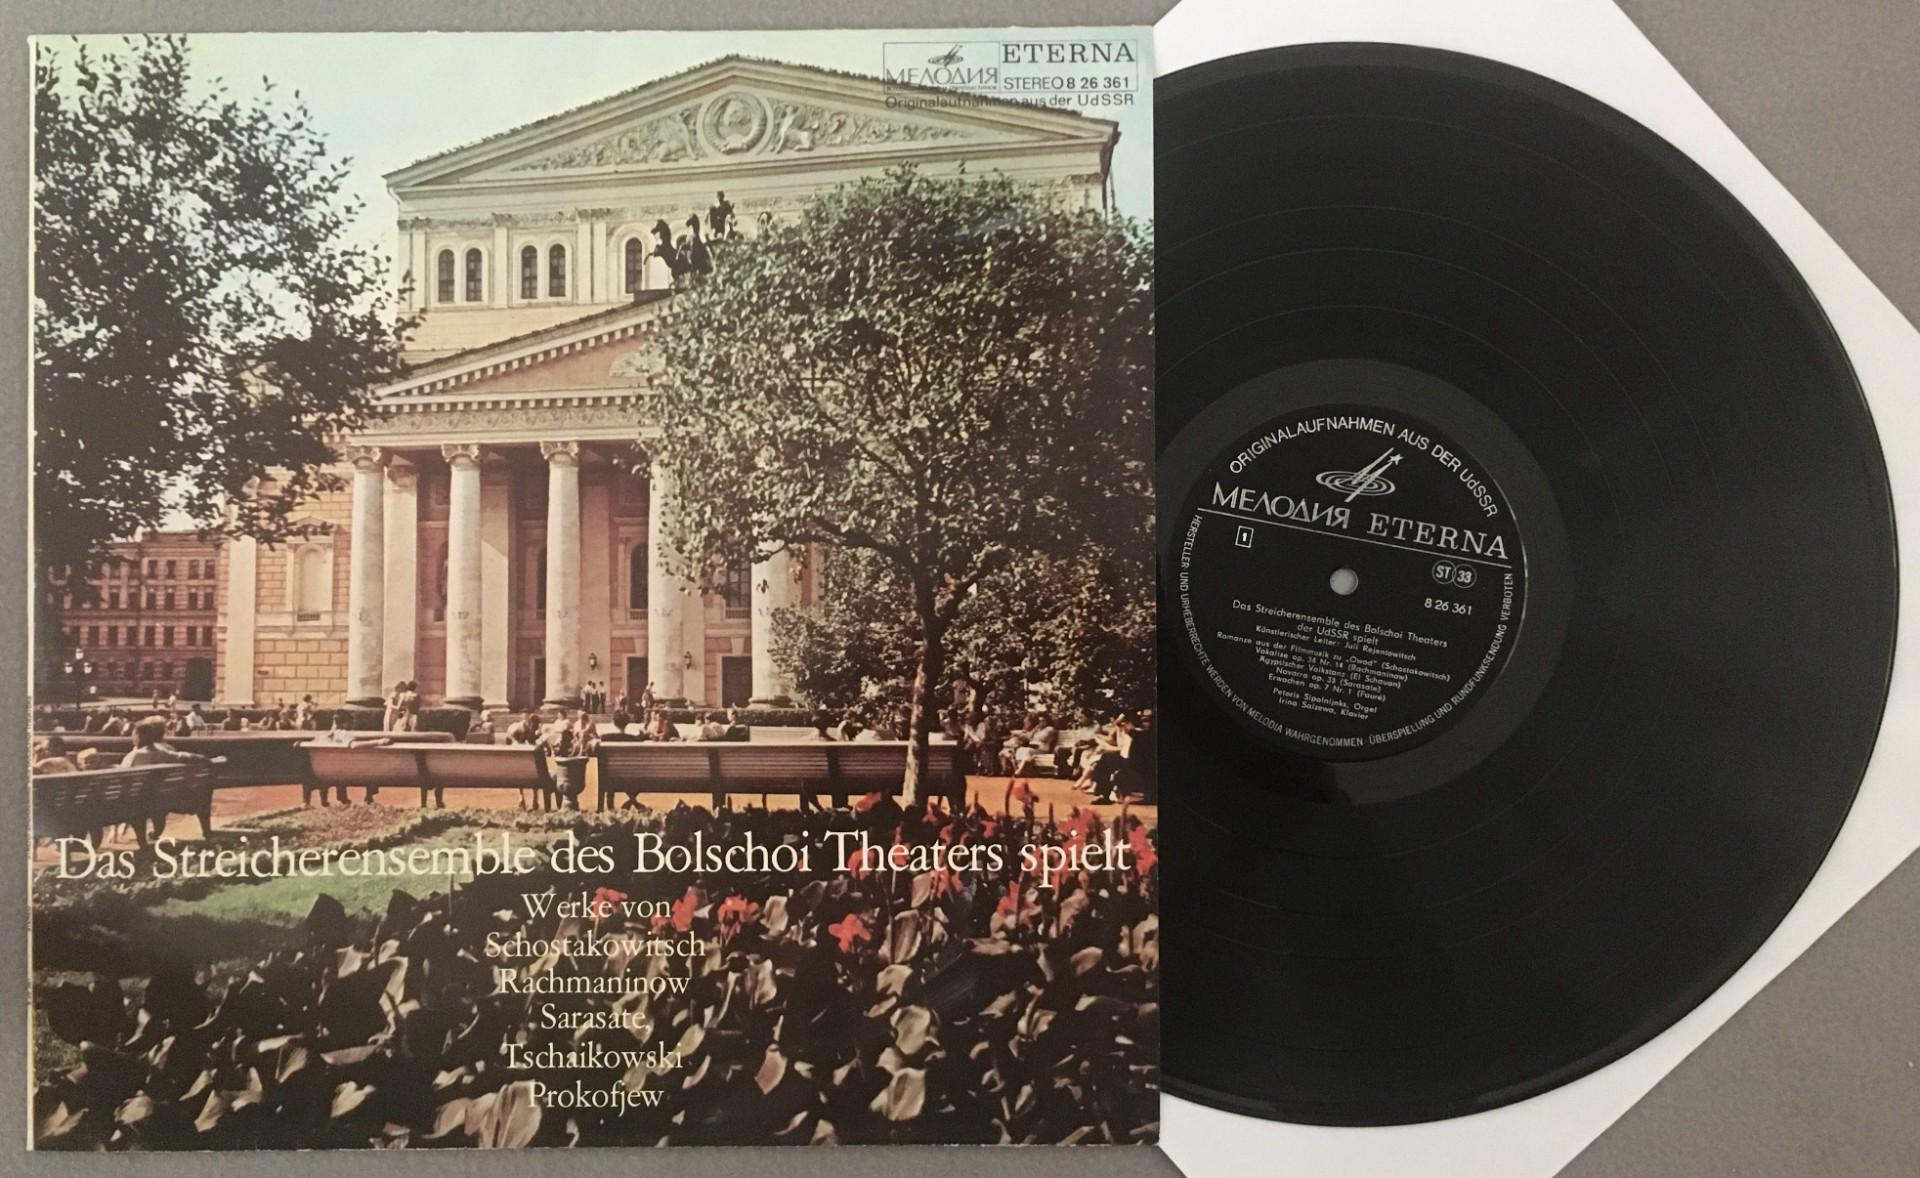 МЕЛОДИЯ
ETERNA
STEREO 8 26 361
Originalaufnahmen aus der UdSSR
Das Streicherensemble des Bolschoi Theaters spielt
Werke von
Schostakowitsch
Rachmaninow
Sarasate,
Tschaikowski
Prokofjew
ORIGINALAUFNAHMEN AUS DER UdSSR
МЕЛОДИЯ ETERNA
1
ST 33
8 26 361
Das Streicherensemble des Bolschoi Theaters
der UdSSR spielt
Künstlerischer Leiter: Juli Rejentowitsch
Romanze aus der Filmmusik zu „Owod" (Schostakowitsch)
Vokalise op. 34 Nr. 14 (Rachmaninow)
Ägyptischer Volkstanz (El Schauan)
Navarra op. 33 (Sarasate)
Erwachen op. 7 Nr. 1 (Fauré)
Peteris Sipolnijeks, Orgel
Irina Saizewa, Klavier
HERSTELLER- UND URHEBERRECHTE WERDEN VON MELODIA WAHRGENOMMEN · ÜBERSPIELUNG UND RUNDFUNKSENDUNG VERBOTEN